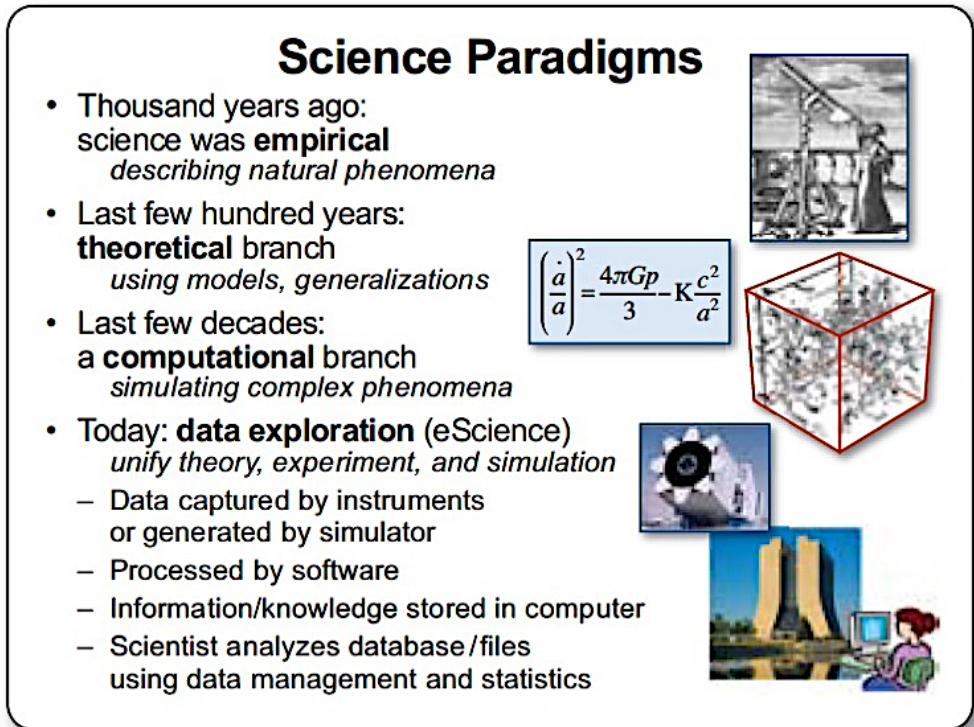 Science Paradigms
• Thousand years ago:
science was empirical
describing natural phenomena
• Last few hundred years:
theoretical branch
using models, generalizations
(ȧ/a)² = 4πGp/3 − K c²/a²
• Last few decades:
a computational branch
simulating complex phenomena
• Today: data exploration (eScience)
unify theory, experiment, and simulation
– Data captured by instruments
or generated by simulator
– Processed by software
– Information/knowledge stored in computer
– Scientist analyzes database/files
using data management and statistics